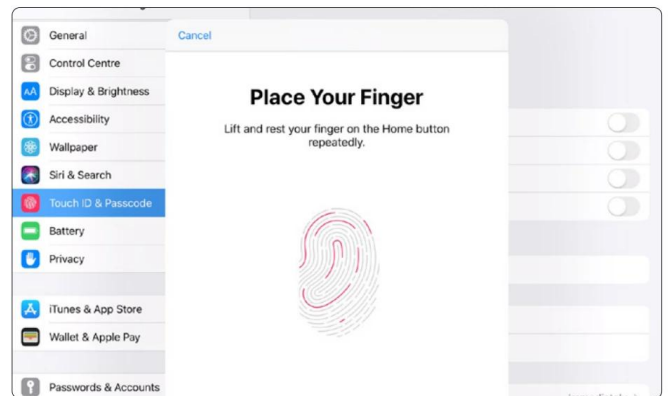 General
Control Centre
AA
Display & Brightness
Accessibility
Wallpaper
Siri & Search
Touch ID & Passcode
Battery
Privacy
iTunes & App Store
Wallet & Apple Pay
Passwords & Accounts
Cancel
Place Your Finger
Lift and rest your finger on the Home button
repeatedly.